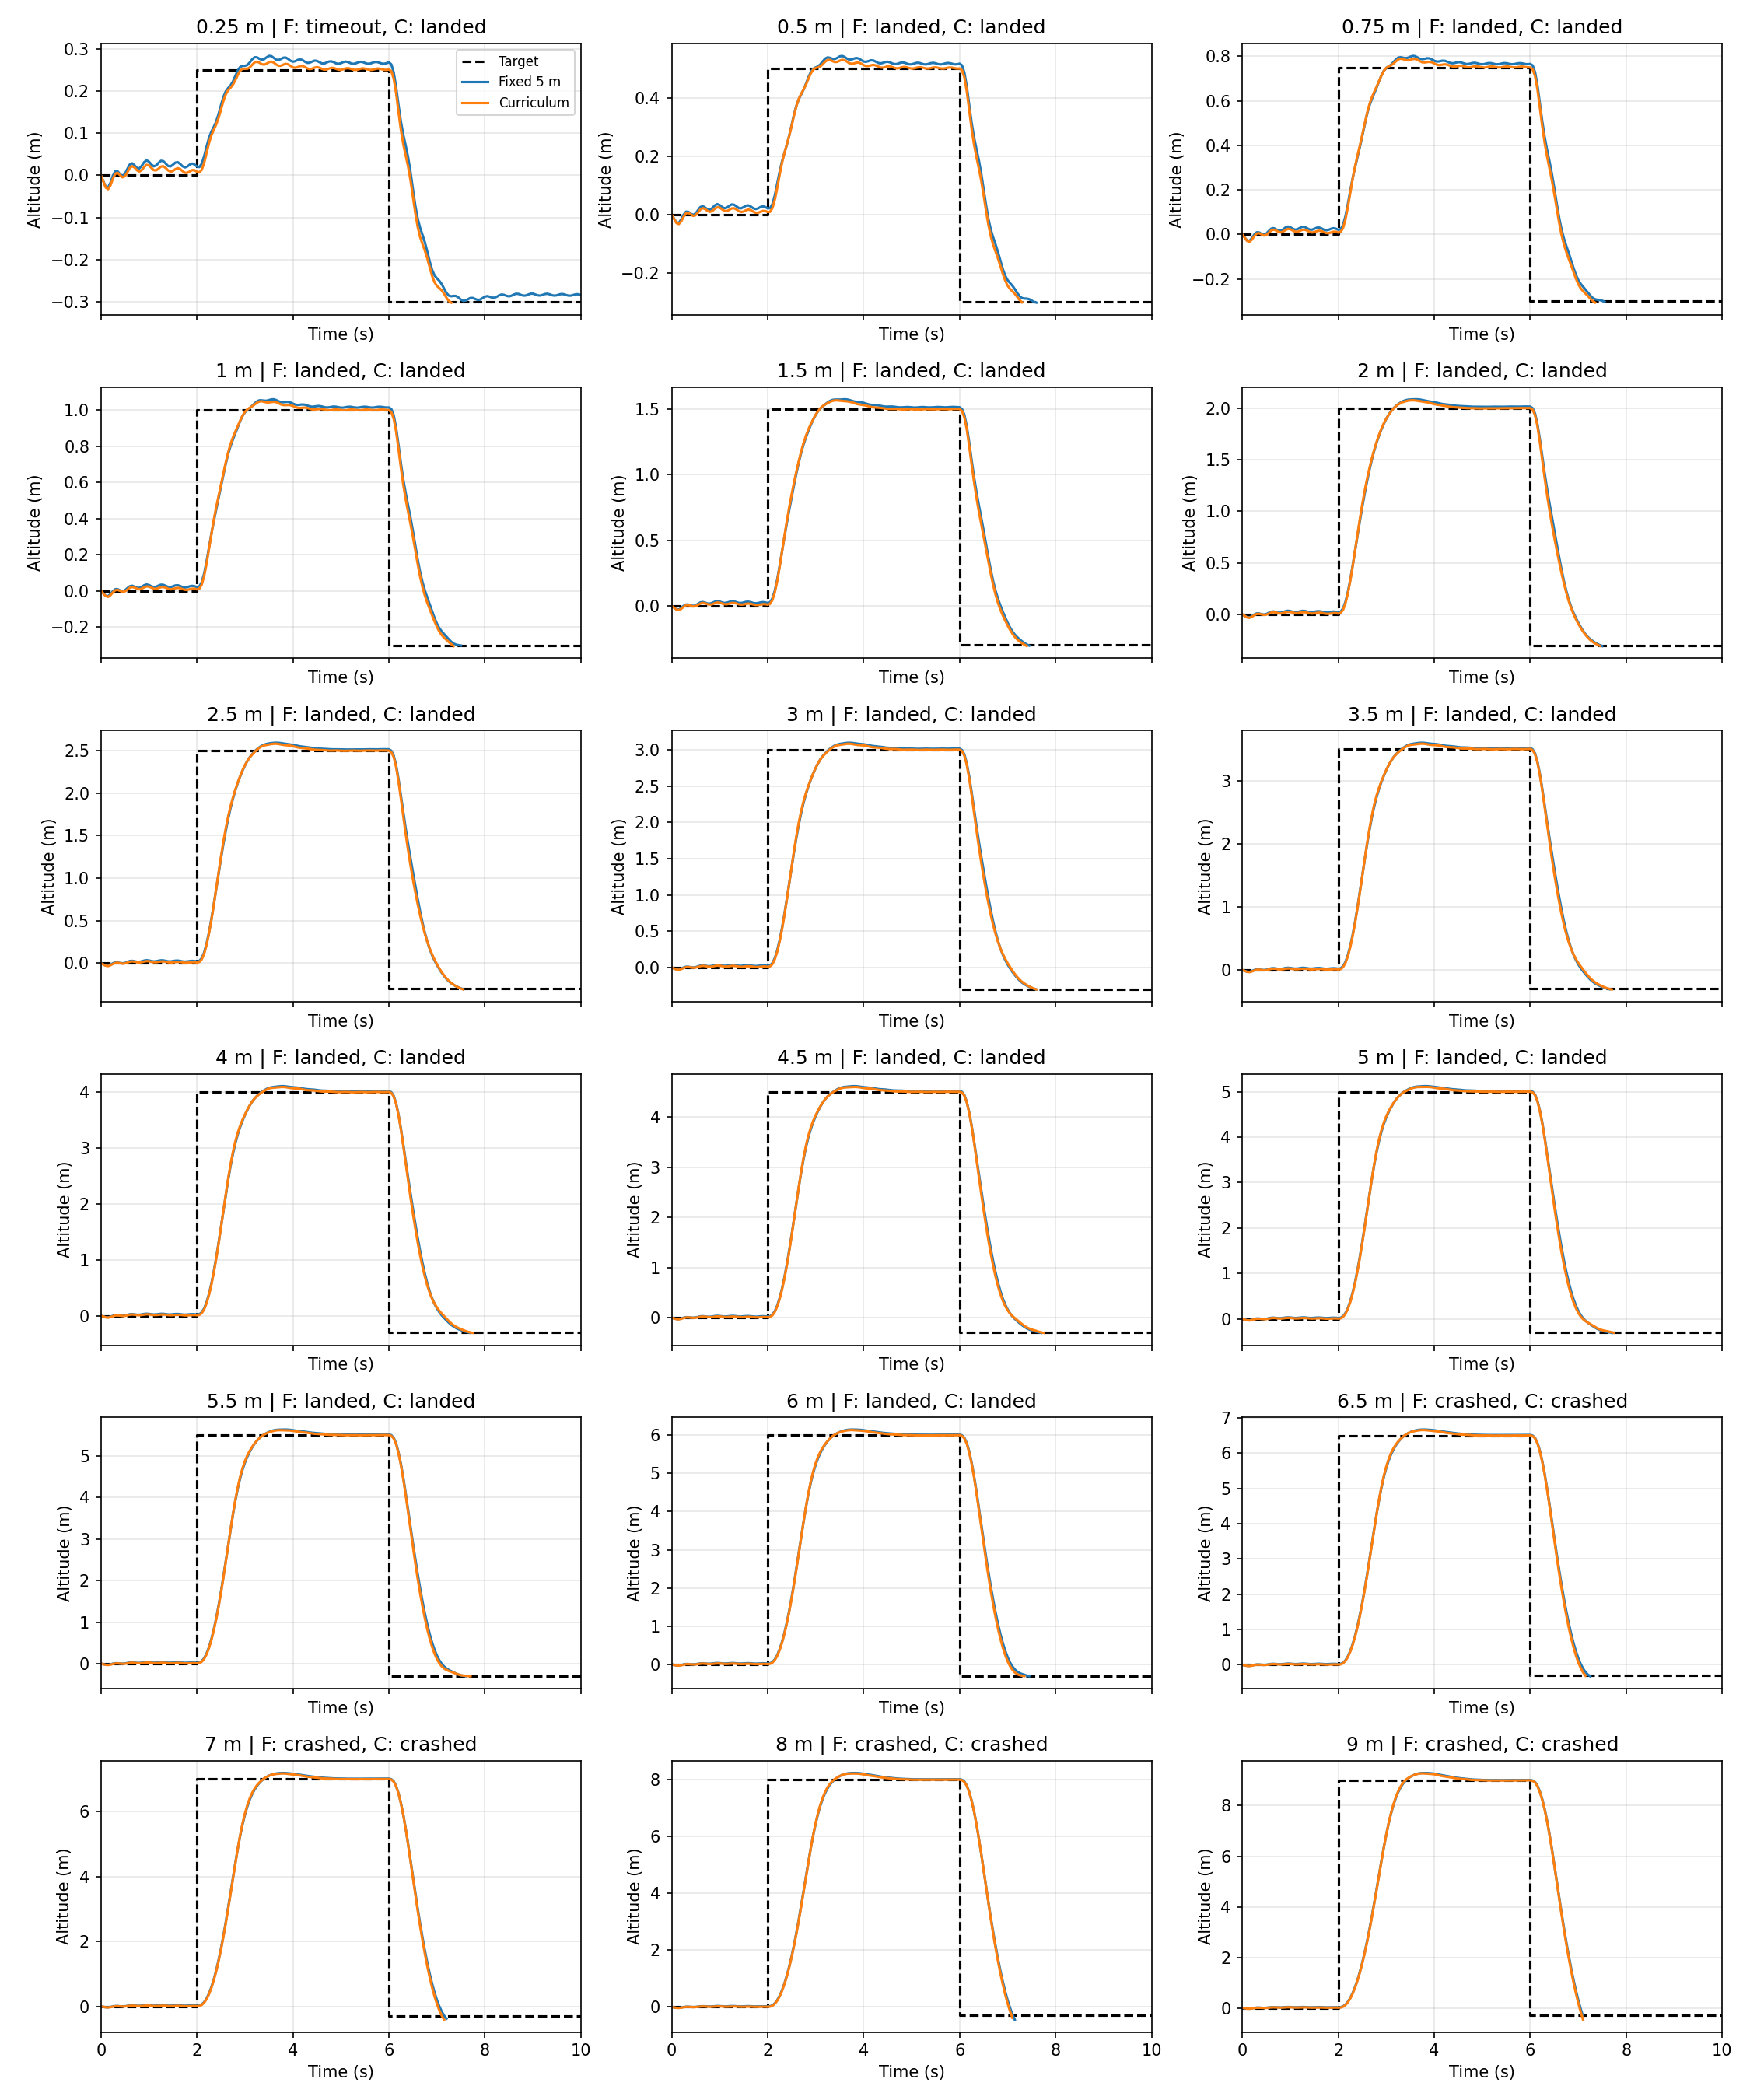 0.25 m | F: timeout, C: landed
0.3
0.2
0.1
0.0
−0.1
−0.2
−0.3
Altitude (m)
Time (s)
Target
Fixed 5 m
Curriculum
0.5 m | F: landed, C: landed
0.4
0.2
0.0
−0.2
Altitude (m)
Time (s)
0.75 m | F: landed, C: landed
0.8
0.6
0.4
0.2
0.0
−0.2
Altitude (m)
Time (s)
1 m | F: landed, C: landed
1.0
0.8
0.6
0.4
0.2
0.0
−0.2
Altitude (m)
Time (s)
1.5 m | F: landed, C: landed
1.5
1.0
0.5
0.0
Altitude (m)
Time (s)
2 m | F: landed, C: landed
2.0
1.5
1.0
0.5
0.0
Altitude (m)
Time (s)
2.5 m | F: landed, C: landed
2.5
2.0
1.5
1.0
0.5
0.0
Altitude (m)
Time (s)
3 m | F: landed, C: landed
3.0
2.5
2.0
1.5
1.0
0.5
0.0
Altitude (m)
Time (s)
3.5 m | F: landed, C: landed
3
2
1
0
Altitude (m)
Time (s)
4 m | F: landed, C: landed
4
3
2
1
0
Altitude (m)
Time (s)
4.5 m | F: landed, C: landed
4
3
2
1
0
Altitude (m)
Time (s)
5 m | F: landed, C: landed
5
4
3
2
1
0
Altitude (m)
Time (s)
5.5 m | F: landed, C: landed
5
4
3
2
1
0
Altitude (m)
Time (s)
6 m | F: landed, C: landed
6
5
4
3
2
1
0
Altitude (m)
Time (s)
6.5 m | F: crashed, C: crashed
7
6
5
4
3
2
1
0
Altitude (m)
Time (s)
7 m | F: crashed, C: crashed
6
4
2
0
Altitude (m)
0 2 4 6 8 10
Time (s)
8 m | F: crashed, C: crashed
8
6
4
2
0
Altitude (m)
0 2 4 6 8 10
Time (s)
9 m | F: crashed, C: crashed
8
6
4
2
0
Altitude (m)
0 2 4 6 8 10
Time (s)